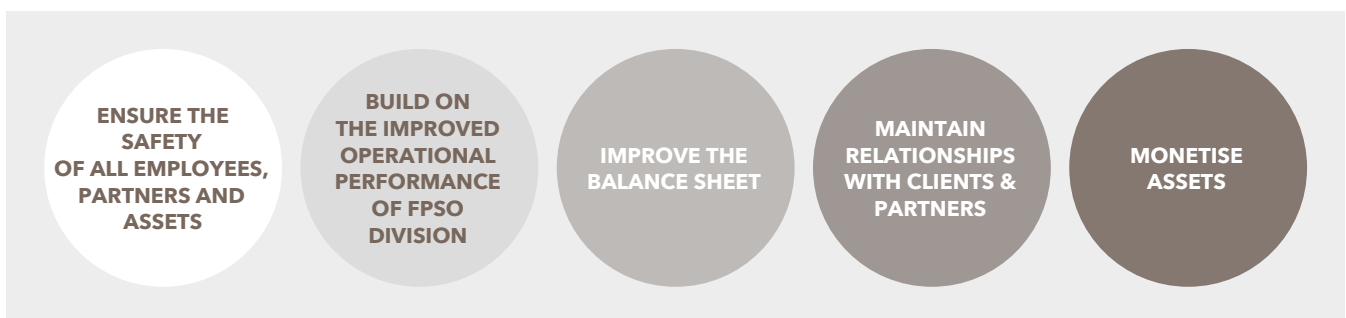 ENSURE THE
SAFETY
OF ALL EMPLOYEES,
PARTNERS AND
ASSETS
BUILD ON
THE IMPROVED
OPERATIONAL
PERFORMANCE
OF FPSO
DIVISION
IMPROVE THE
BALANCE SHEET
MAINTAIN
RELATIONSHIPS
WITH CLIENTS &
PARTNERS
MONETISE
ASSETS